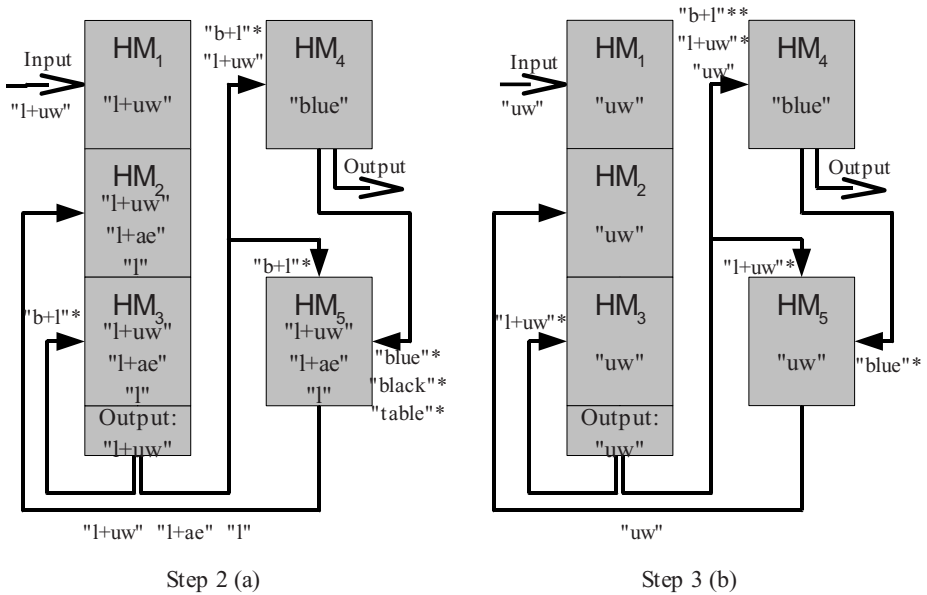 "b+l"*
"l+uw"
Input
"l+uw"
HM1
"l+uw"
HM4
"blue"
Output
HM2
"l+uw"
"l+ae"
"l"
"b+l"*
"b+l"*
HM3
"l+uw"
"l+ae"
"l"
HM5
"l+uw"
"l+ae"
"l"
"blue"*
"black"*
"table"*
Output:
"l+uw"
"l+uw" "l+ae" "l"
Step 2 (a)
"b+l"**
"l+uw"*
"uw"
Input
"uw"
HM1
"uw"
HM4
"blue"
Output
HM2
"uw"
"l+uw"*
"l+uw"*
HM3
"uw"
HM5
"uw"
"blue"*
Output:
"uw"
"uw"
Step 3 (b)